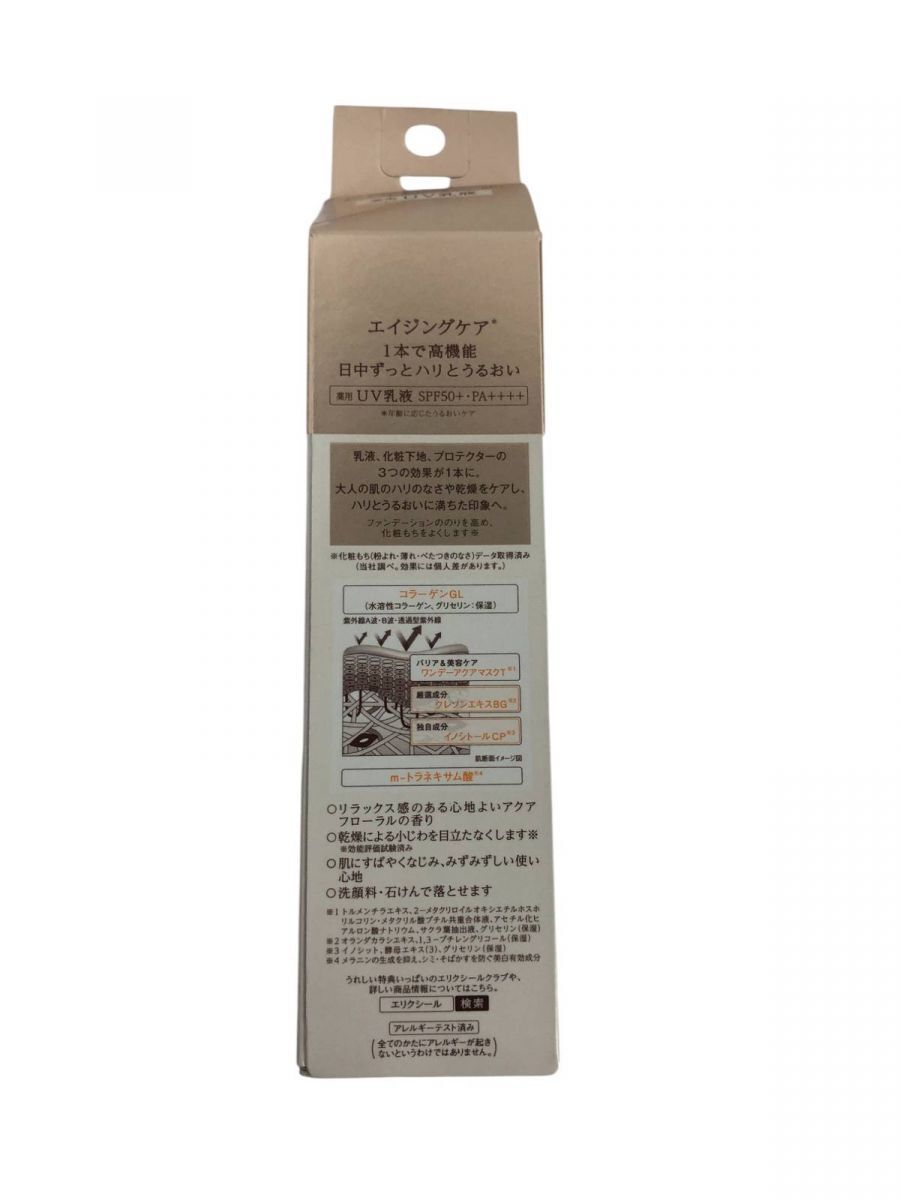 UV乳液
エイジングケア*
1本で高機能
日中ずっとハリとうるおい
薬用 UV乳液 SPF50+・PA++++
*年齢に応じたうるおいケア
乳液、化粧下地、プロテクターの
3つの効果が1本に。
大人の肌のハリのなさや乾燥をケアし、
ハリとうるおいに満ちた印象へ。
ファンデーションののりを高め、
化粧もちをよくします※
※化粧もち(粉よれ・薄れ・べたつきのなさ)データ取得済み
(当社調べ。効果には個人差があります。)
コラーゲンGL
(水溶性コラーゲン、グリセリン:保湿)
紫外線A波・B波・透過型紫外線
バリア&美容ケア
ワンデーアクアマスクT※1
厳選成分
クレソンエキスBG※2
独自成分
イノシトールCP※3
肌断面イメージ図
m-トラネキサム酸※4
○リラックス感のある心地よいアクア
フローラルの香り
○乾燥による小じわを目立たなくします※
※効能評価試験済み
○肌にすばやくなじみ、みずみずしい使い
心地
○洗顔料・石けんで落とせます
※1 トルメンチラエキス、2-メタクリロイルオキシエチルホスホ
リルコリン・メタクリル酸ブチル共重合体液、アセチル化ヒ
アルロン酸ナトリウム、サクラ葉抽出液、グリセリン(保湿)
※2 オランダカラシエキス、1,3-ブチレングリコール(保湿)
※3 イノシット、酵母エキス(3)、グリセリン(保湿)
※4 メラニンの生成を抑え、シミ・そばかすを防ぐ美白有効成分
うれしい特典いっぱいのエリクシールクラブや、
詳しい商品情報についてはこちら。
エリクシール 検索
アレルギーテスト済み
(全てのかたにアレルギーが起き
ないというわけではありません。)